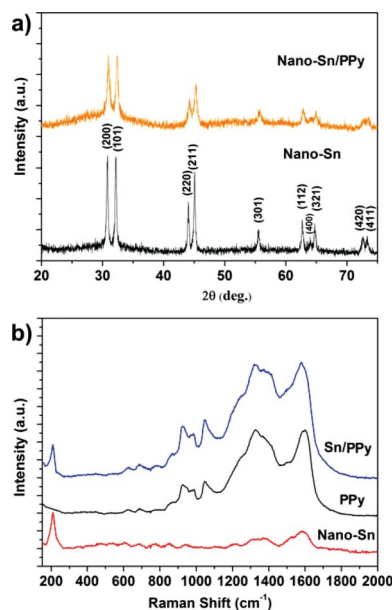 a)
Intensity (a.u.)
Nano-Sn/PPy
Nano-Sn
(200)
(101)
(220)
(211)
(301)
(112)
(400)
(321)
(420)
(411)
20 30 40 50 60 70
2θ (deg.)
b)
Intensity (a.u.)
Sn/PPy
PPy
Nano-Sn
200 400 600 800 1000 1200 1400 1600 1800 2000
Raman Shift (cm⁻¹)